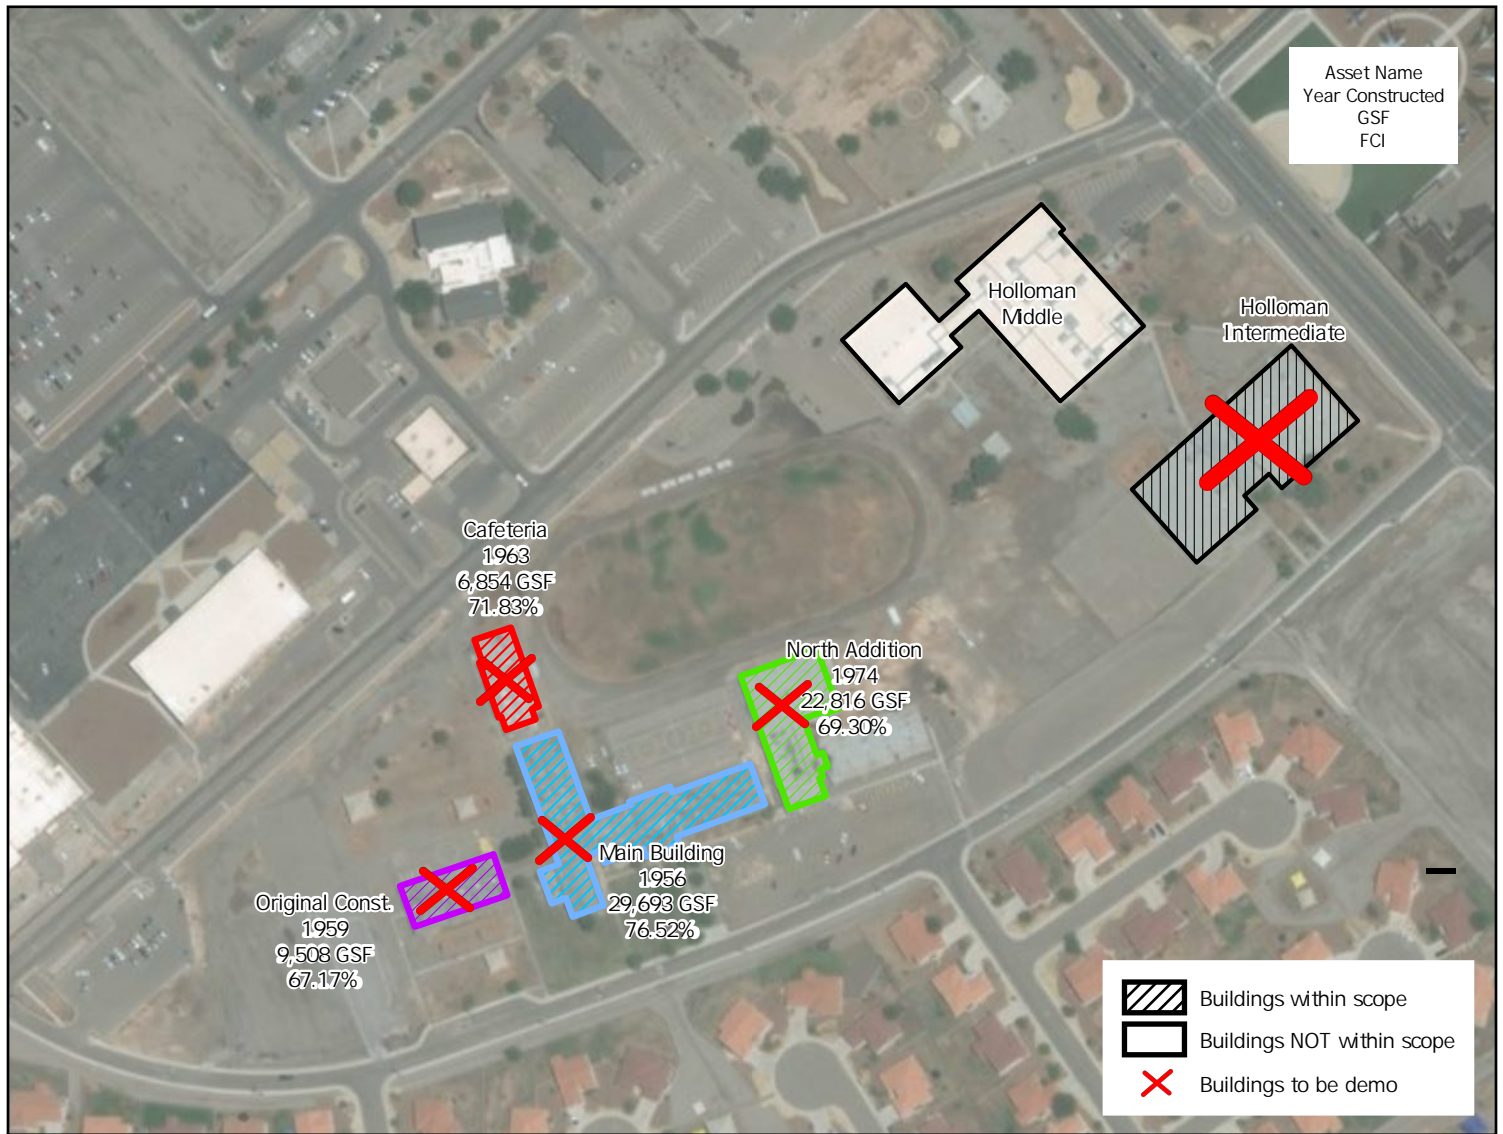 Asset Name
Year Constructed
GSF
FCI
Holloman
Middle
Holloman
Intermediate
Cafeteria
1963
6,854 GSF
71.83%
North Addition
1974
22,816 GSF
69.30%
Main Building
1956
29,693 GSF
76.52%
Original Const.
1959
9,508 GSF
67.17%
Buildings within scope
Buildings NOT within scope
Buildings to be demo